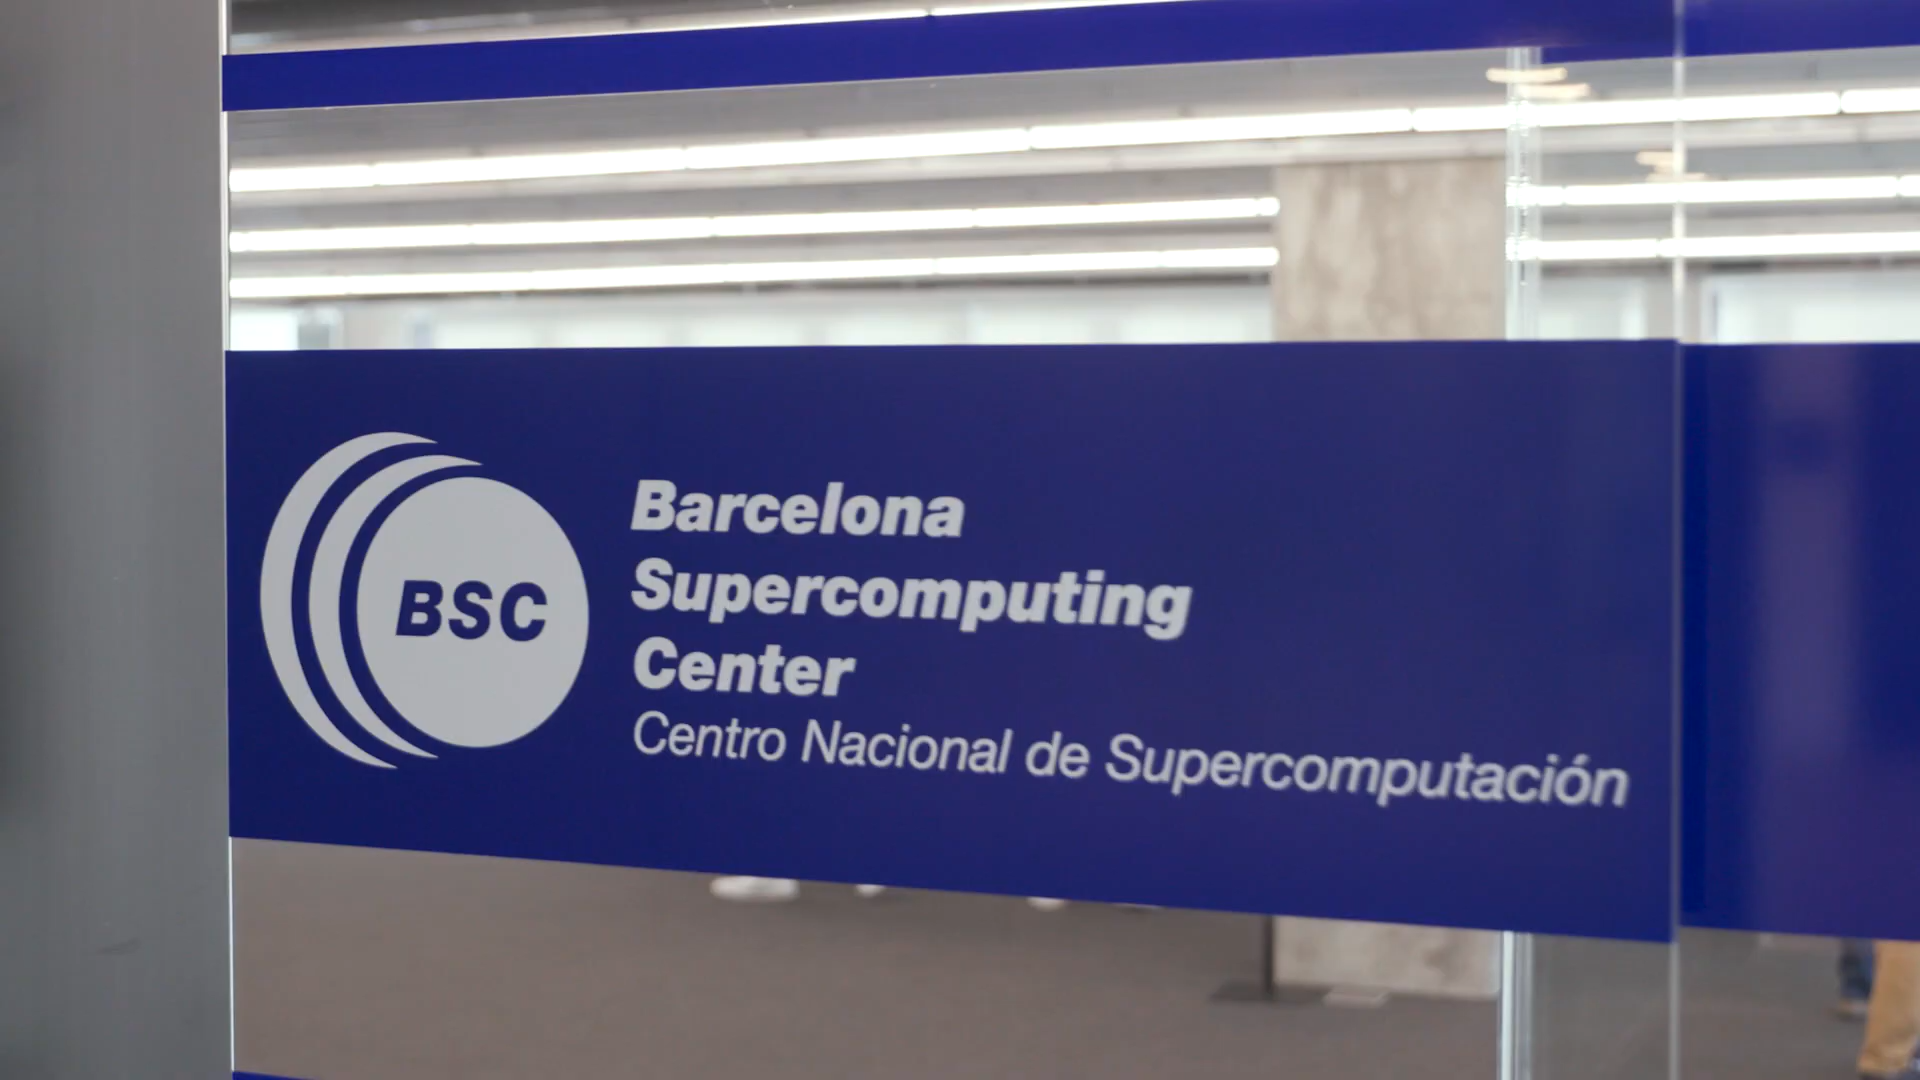 BSC
Barcelona
Supercomputing
Center
Centro Nacional de Supercomputación